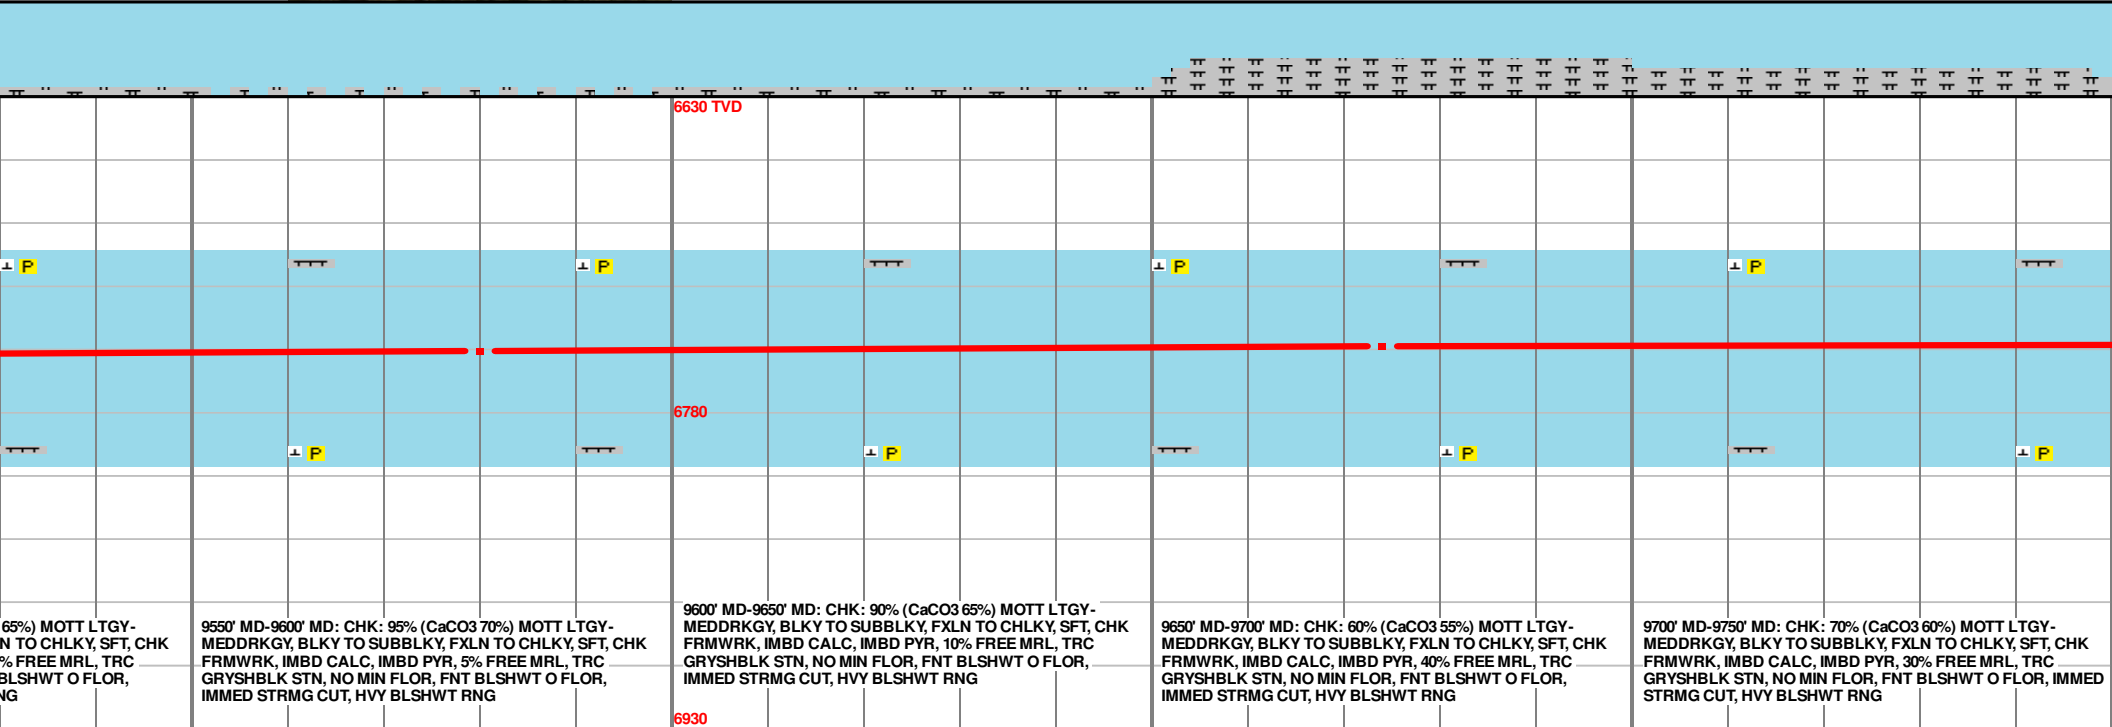 6630 TVD
P
P
P
P
6780
P
P
P
P
65%) MOTT LTGY-
N TO CHLKY, SFT, CHK
% FREE MRL, TRC
BLSHWT O FLOR,
NG
9550' MD-9600' MD: CHK: 95% (CaCO3 70%) MOTT LTGY-
MEDDRKGY, BLKY TO SUBBLKY, FXLN TO CHLKY, SFT, CHK
FRMWRK, IMBD CALC, IMBD PYR, 5% FREE MRL, TRC
GRYSHBLK STN, NO MIN FLOR, FNT BLSHWT O FLOR,
IMMED STRMG CUT, HVY BLSHWT RNG
9600' MD-9650' MD: CHK: 90% (CaCO3 65%) MOTT LTGY-
MEDDRKGY, BLKY TO SUBBLKY, FXLN TO CHLKY, SFT, CHK
FRMWRK, IMBD CALC, IMBD PYR, 10% FREE MRL, TRC
GRYSHBLK STN, NO MIN FLOR, FNT BLSHWT O FLOR,
IMMED STRMG CUT, HVY BLSHWT RNG
9650' MD-9700' MD: CHK: 60% (CaCO3 55%) MOTT LTGY-
MEDDRKGY, BLKY TO SUBBLKY, FXLN TO CHLKY, SFT, CHK
FRMWRK, IMBD CALC, IMBD PYR, 40% FREE MRL, TRC
GRYSHBLK STN, NO MIN FLOR, FNT BLSHWT O FLOR,
IMMED STRMG CUT, HVY BLSHWT RNG
9700' MD-9750' MD: CHK: 70% (CaCO3 60%) MOTT LTGY-
MEDDRKGY, BLKY TO SUBBLKY, FXLN TO CHLKY, SFT, CHK
FRMWRK, IMBD CALC, IMBD PYR, 30% FREE MRL, TRC
GRYSHBLK STN, NO MIN FLOR, FNT BLSHWT O FLOR, IMMED
STRMG CUT, HVY BLSHWT RNG
6930